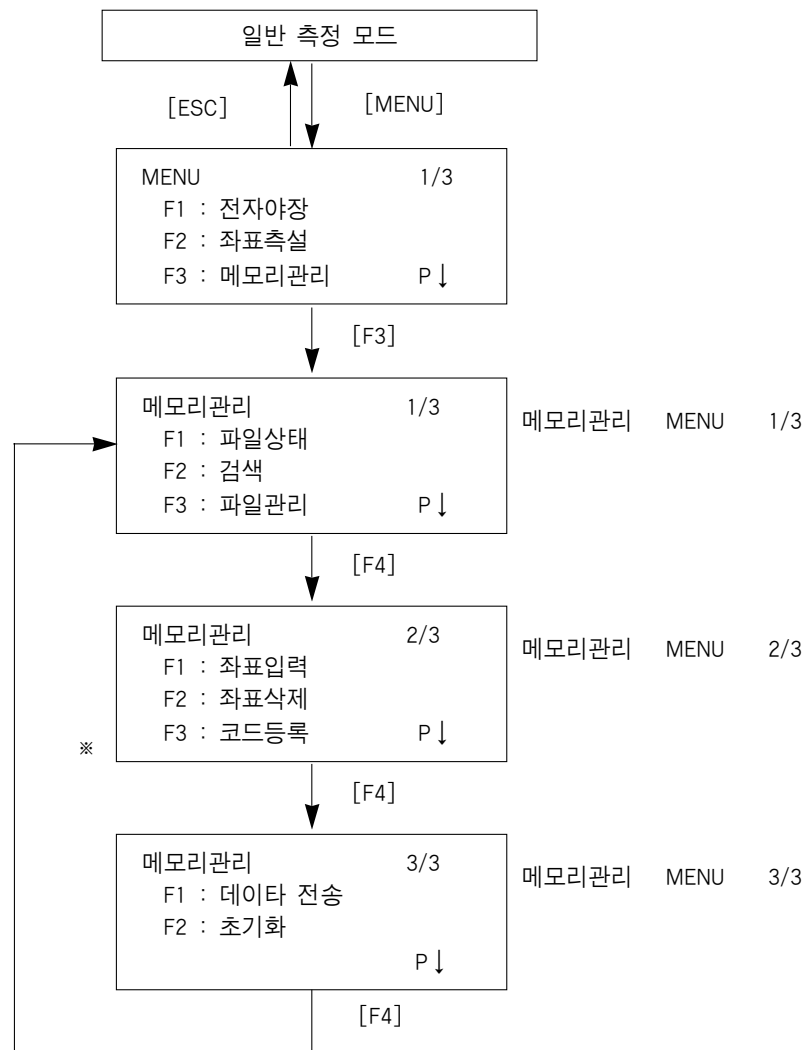 일반 측정 모드
[ESC] [MENU]
MENU 1/3
F1 : 전자야장
F2 : 좌표측설
F3 : 메모리관리 P↓
[F3]
메모리관리 1/3 메모리관리 MENU 1/3
F1 : 파일상태
F2 : 검색
F3 : 파일관리 P↓
[F4]
메모리관리 2/3 메모리관리 MENU 2/3
F1 : 좌표입력
F2 : 좌표삭제
F3 : 코드등록 P↓
※
[F4]
메모리관리 3/3 메모리관리 MENU 3/3
F1 : 데이타 전송
F2 : 초기화
P↓
[F4]